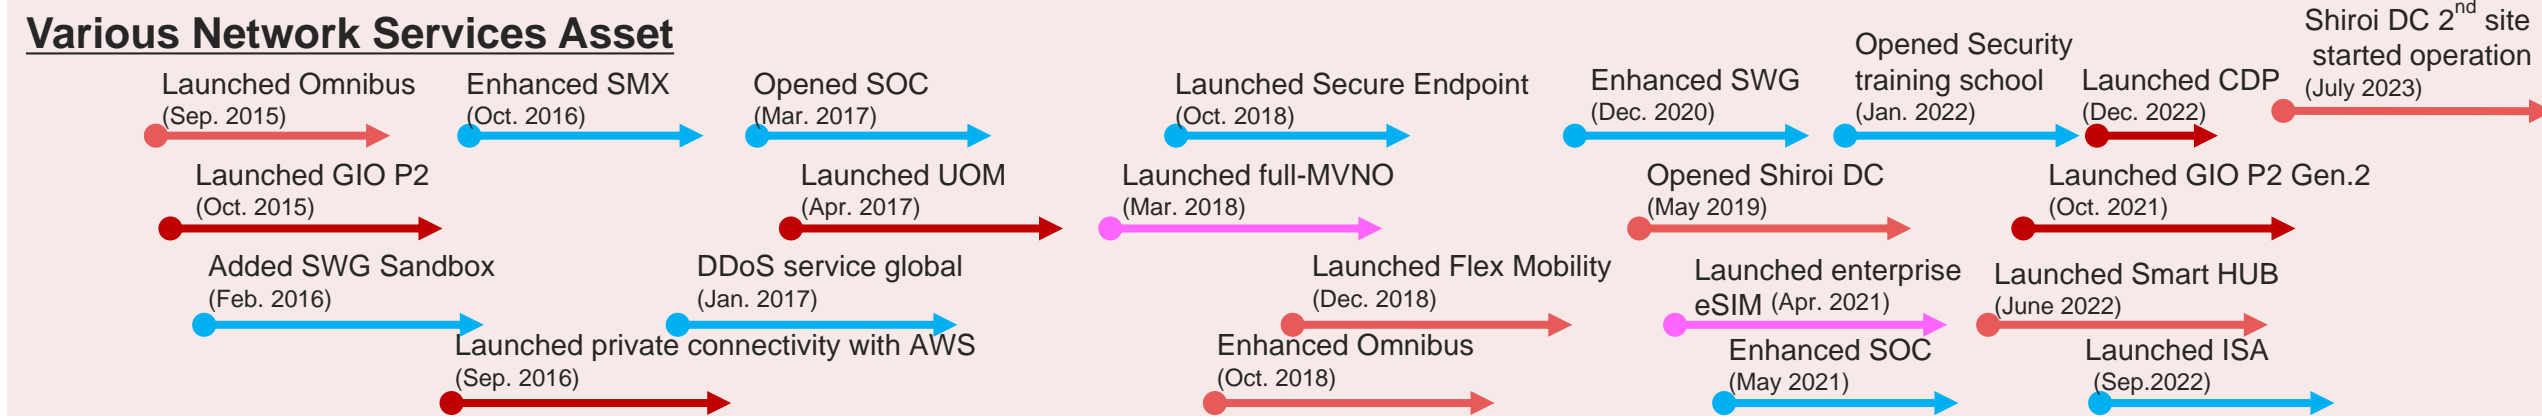 Various Network Services Asset
Launched Omnibus
(Sep. 2015)
Enhanced SMX
(Oct. 2016)
Opened SOC
(Mar. 2017)
Launched Secure Endpoint
(Oct. 2018)
Enhanced SWG
(Dec. 2020)
Opened Security
training school
(Jan. 2022)
Launched CDP
(Dec. 2022)
Shiroi DC 2nd site
started operation
(July 2023)
Launched GIO P2
(Oct. 2015)
Launched UOM
(Apr. 2017)
Launched full-MVNO
(Mar. 2018)
Opened Shiroi DC
(May 2019)
Launched GIO P2 Gen.2
(Oct. 2021)
Added SWG Sandbox
(Feb. 2016)
DDoS service global
(Jan. 2017)
Launched Flex Mobility
(Dec. 2018)
Launched enterprise
eSIM (Apr. 2021)
Launched Smart HUB
(June 2022)
Launched private connectivity with AWS
(Sep. 2016)
Enhanced Omnibus
(Oct. 2018)
Enhanced SOC
(May 2021)
Launched ISA
(Sep.2022)